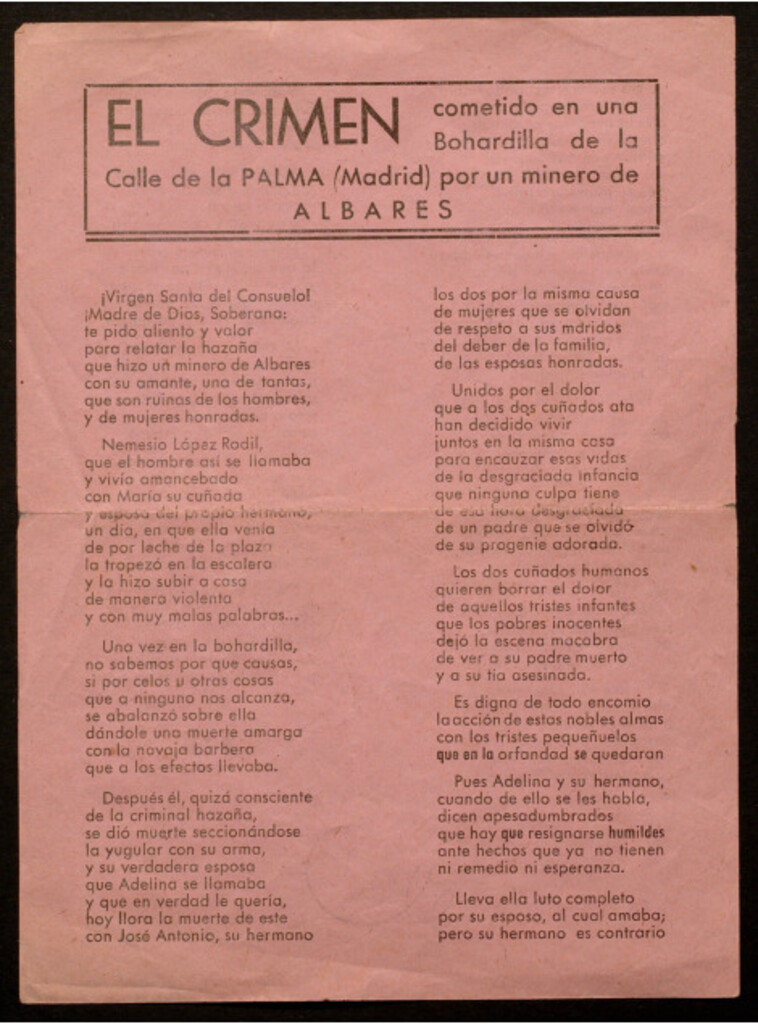 EL CRIMEN cometido en una
Bohardilla de la
Calle de la PALMA (Madrid) por un minero de
ALBARES
¡Virgen Santa del Consuelo!
¡Madre de Dios, Soberana:
te pido aliento y valor
para relatar la hazaña
que hizo un minero de Albares
con su amante, una de tantas,
que son ruinas de los hombres,
y de mujeres honradas.
Nemesio López Radil,
que el hombre así se llamaba
y vivía amancebado
con María su cuñada
y esposa del propio hermano,
un día, en que ella venía
de por leche de la plaza
la tropezó en la escalera
y la hizo subir a casa
de manera violenta
y con muy malas palabras...
Una vez en la bohardilla,
no sabemos por que causas,
si por celos u otras cosas
que a ninguno nos alcanza,
se abalanzó sobre ella
dándole una muerte amarga
con la navaja barbera
que a los efectos llevaba.
Después él, quizá consciente
de la criminal hazaña,
se dió muerte seccionándose
la yugular con su arma,
y su verdadera esposa
que Adelina se llamaba
y que en verdad le quería,
hoy llora la muerte de este
con José Antonio, su hermano
los dos por la misma causa
de mujeres que se olvidan
de respeto a sus mdridos
del deber de la familia,
de las esposas honradas.
Unidos por el dolor
que a los dos cuñados ata
han decidido vivir
juntos en la misma casa
para encauzar esas vidas
de la desgraciada infancia
que ninguna culpa tiene
de esa hora desgraciada
de un padre que se olvidó
de su progenie adorada.
Los dos cuñados humanos
quieren borrar el dolor
de aquellos tristes infantes
que los pobres inocentes
dejó la escena macabra
de ver a su padre muerto
y a su tía asesinada.
Es digna de todo encomio
la acción de estas nobles almas
con los tristes pequeñuelos
que en la orfandad se quedaran
Pues Adelina y su hermano,
cuando de ello se les habla,
dicen apesadumbrados
que hay que resignarse humildes
ante hechos que ya no tienen
ni remedio ni esperanza.
Lleva ella luto completo
por su esposo, al cual amaba;
pero su hermano es contrario